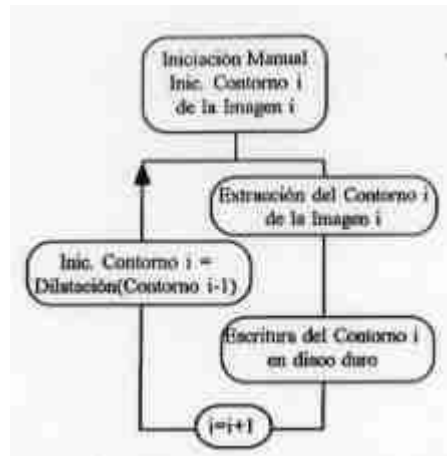 Iniciación Manual
Inic. Contorno i
de la Imagen i
Extracción del Contorno i
de la Imagen i
Inic. Contorno i =
Dilatación(Contorno i-1)
Escritura del Contorno i
en disco duro
i=i+1